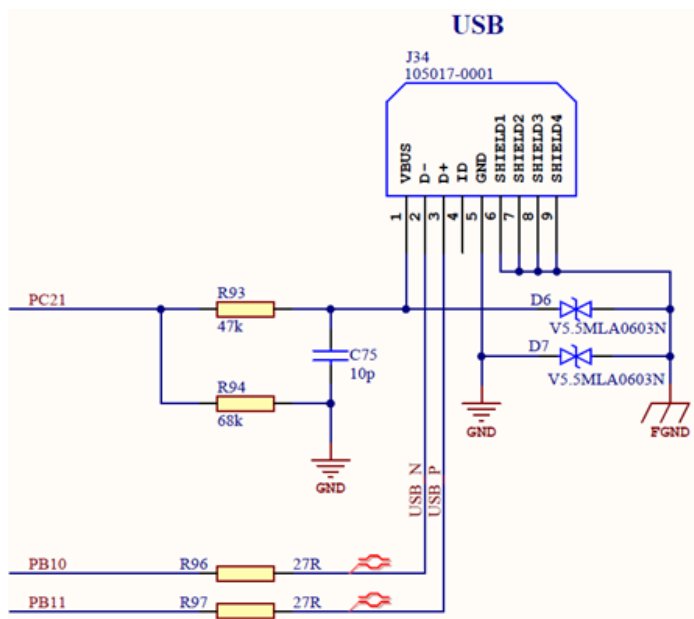 USB
J34
105017-0001
VBUS
D-
D+
ID
GND
SHIELD1
SHIELD2
SHIELD3
SHIELD4
1
2
3
4
5
6
7
8
9
PC21
R93
47k
D6
V5.5MLA0603N
D7
V5.5MLA0603N
C75
10p
R94
68k
GND
GND
FGND
USB_N
USB_P
PB10
R96
27R
PB11
R97
27R